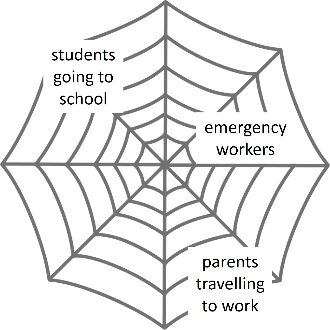 students
going to
school
emergency
workers
parents
travelling
to work